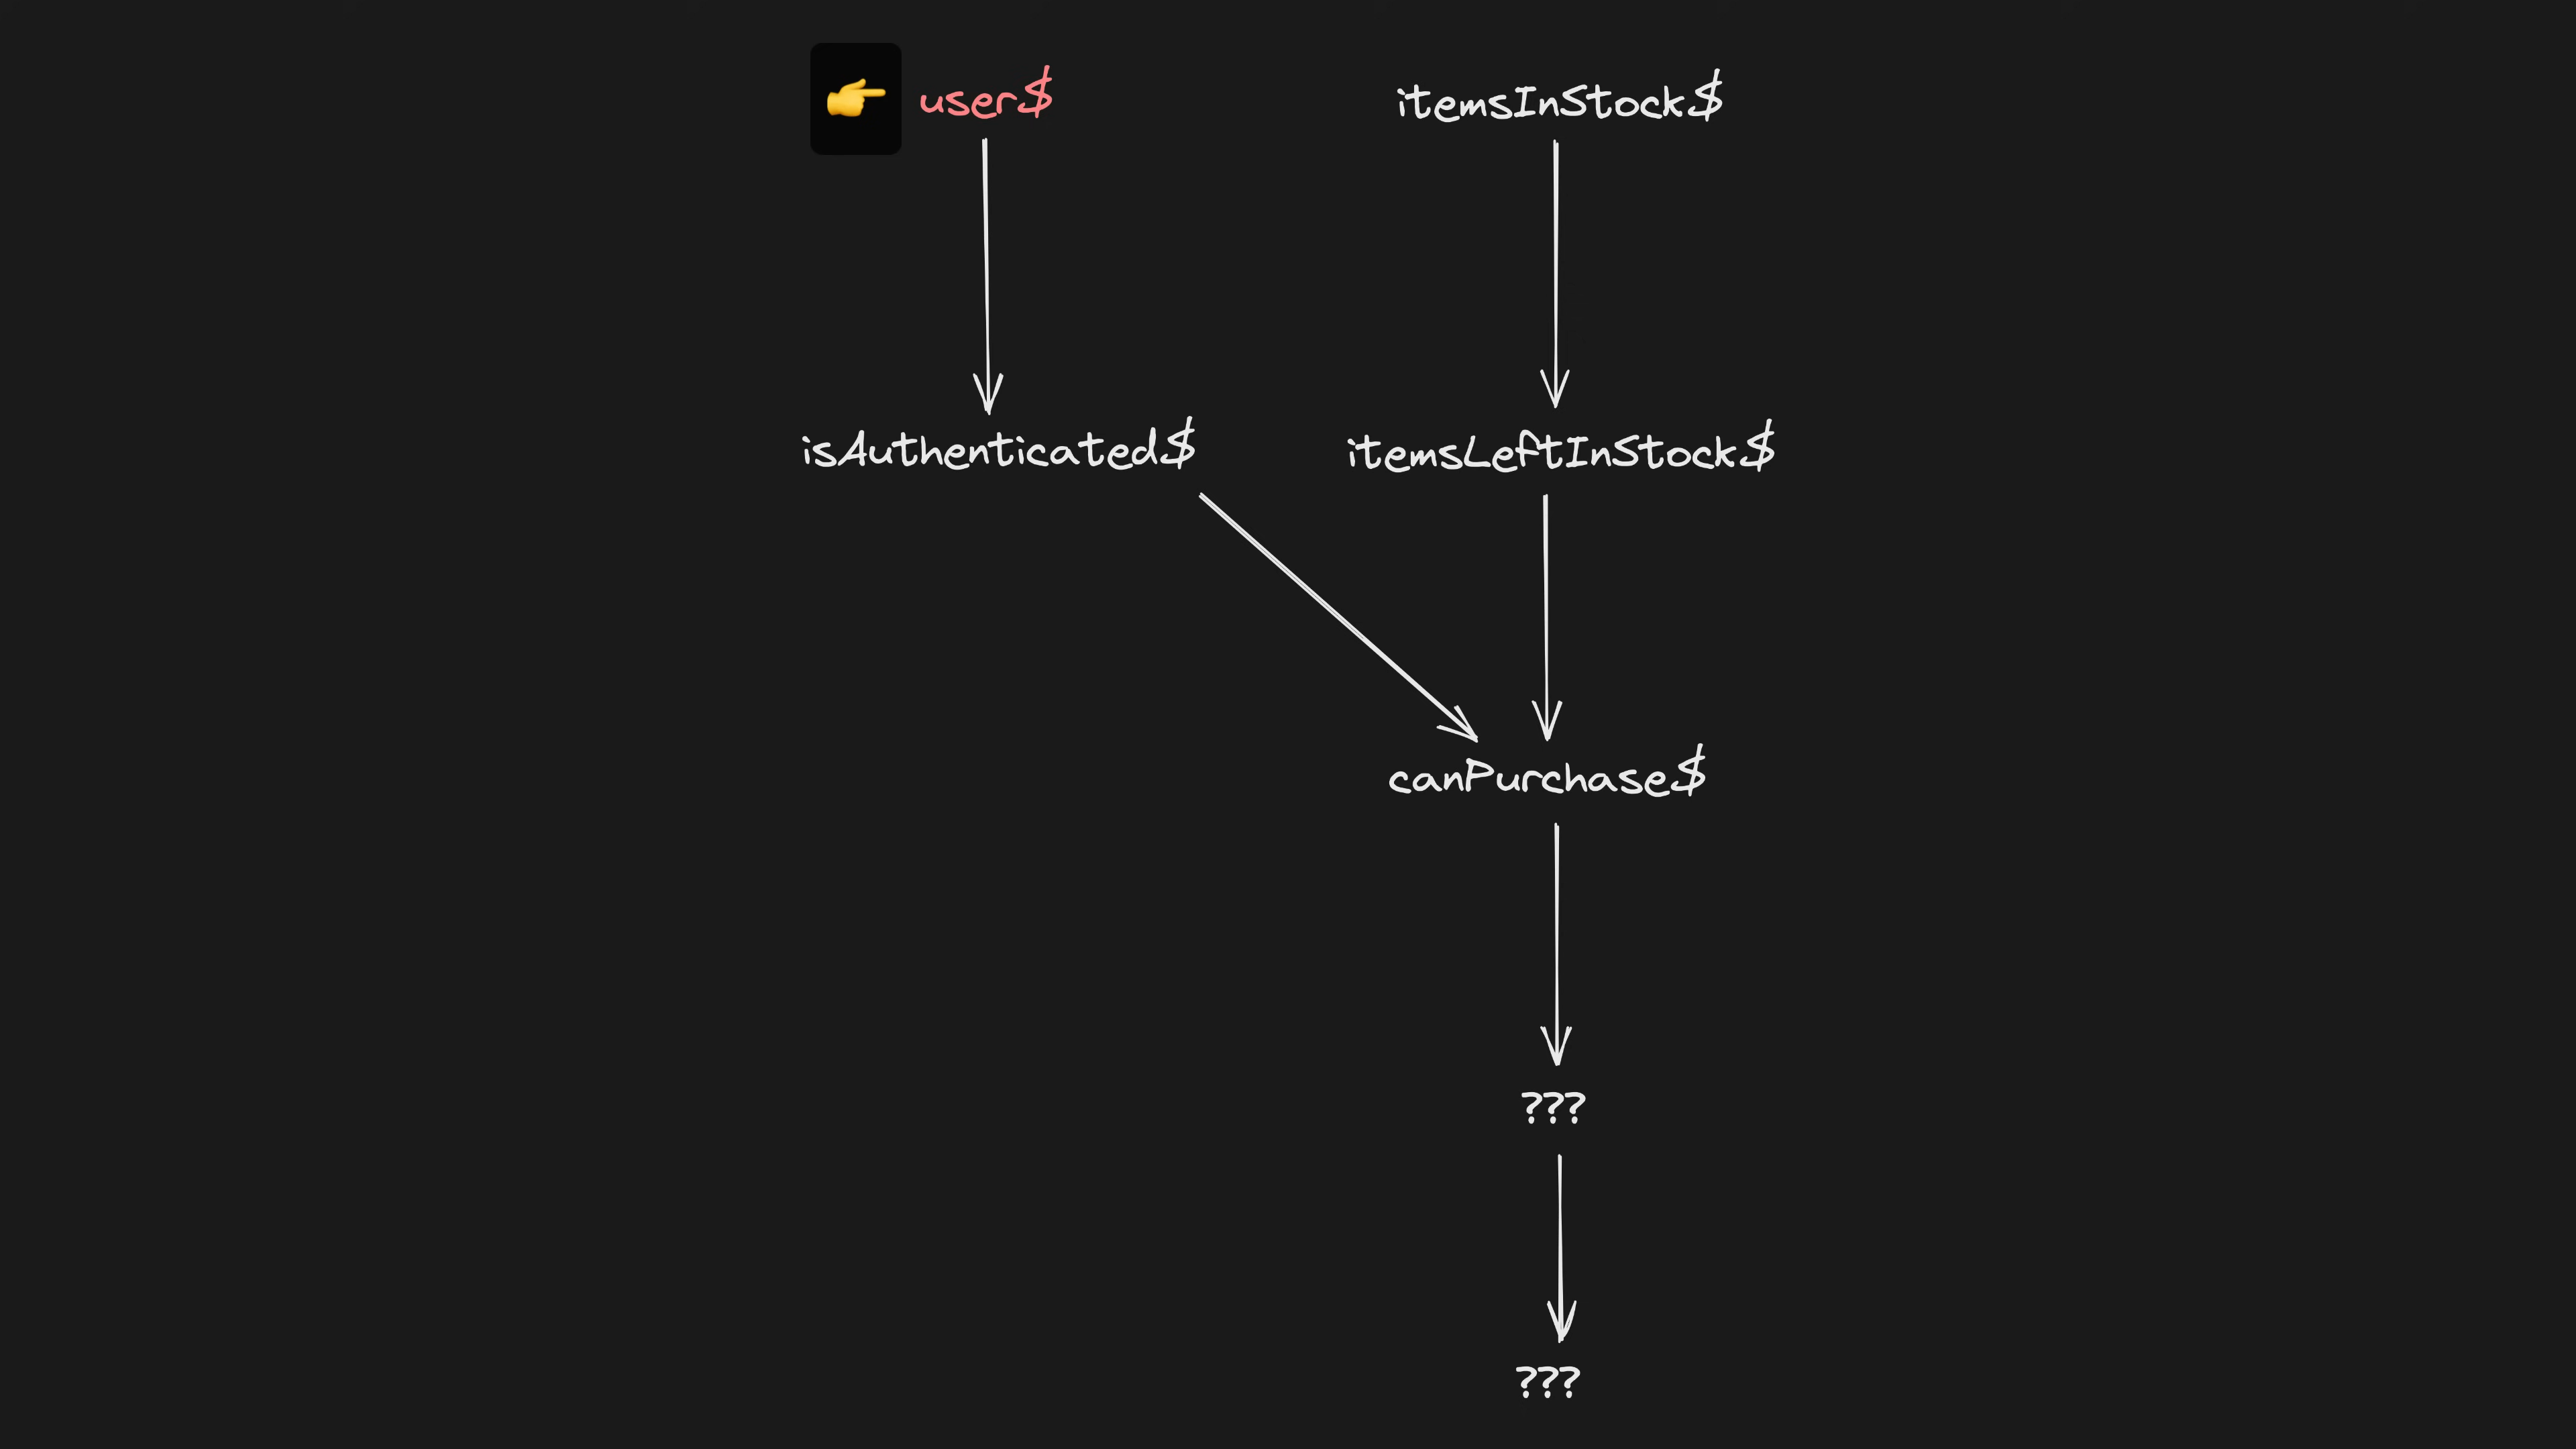 user$
itemsInStock$
isAuthenticated$
itemsLeftInStock$
canPurchase$
???
???